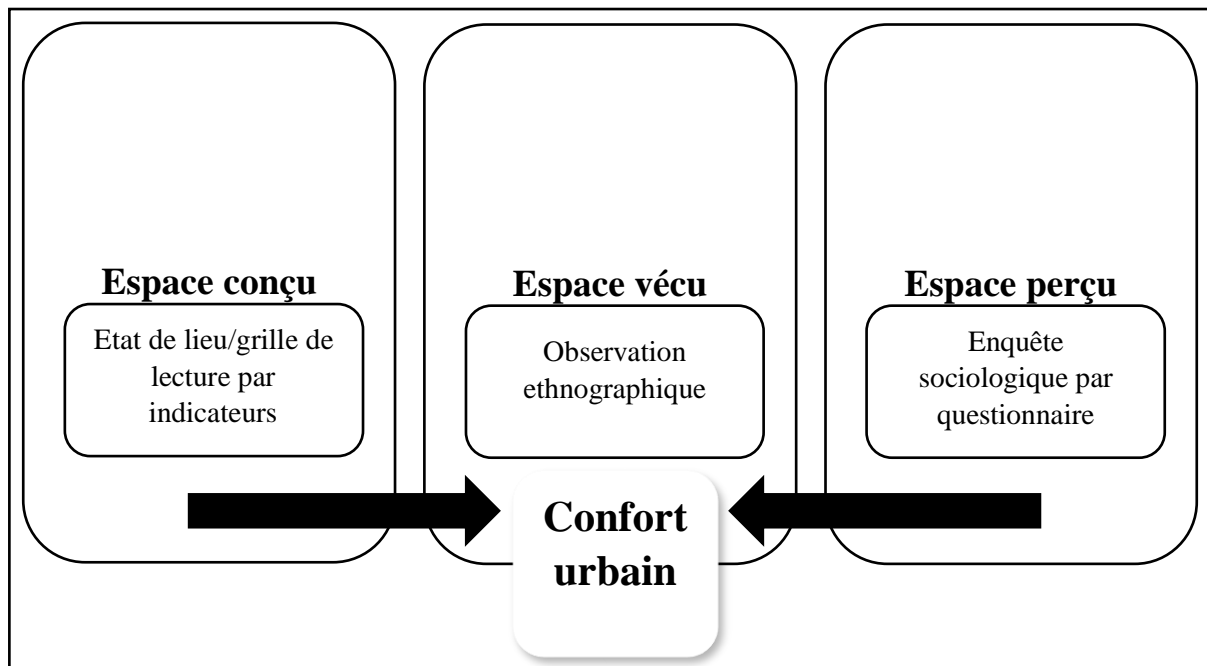 Espace conçu
Etat de lieu/grille de
lecture par
indicateurs
Espace vécu
Observation
ethnographique
Espace perçu
Enquête
sociologique par
questionnaire
Confort
urbain